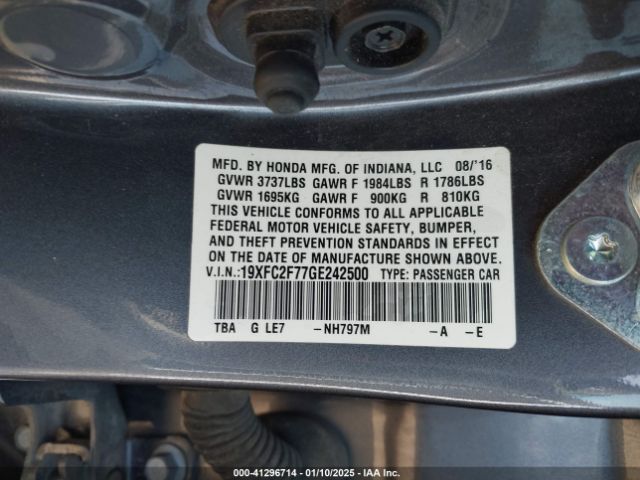 MFD. BY HONDA MFG. OF INDIANA, LLC 08/'16
GVWR 3737LBS GAWR F 1984LBS R 1786LBS
GVWR 1695KG GAWR F 900KG R 810KG
THIS VEHICLE CONFORMS TO ALL APPLICABLE
FEDERAL MOTOR VEHICLE SAFETY, BUMPER,
AND THEFT PREVENTION STANDARDS IN EFFECT
ON THE DATE OF MANUFACTURE SHOWN ABOVE.
V.I.N.:19XFC2F77GE242500 TYPE: PASSENGER CAR
TBA G LE7 -NH797M -A -E
000-41296714 - 01/10/2025 - IAA Inc.